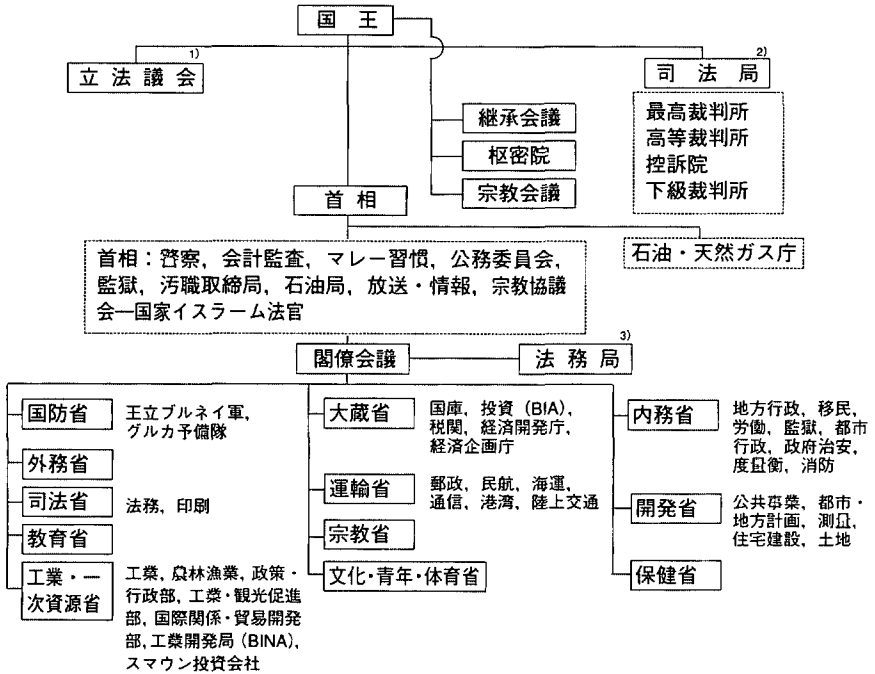 国王
1)
立法議会
2)
司法局
最高裁判所
高等裁判所
控訴院
下級裁判所
継承会議
枢密院
宗教会議
首相
石油・天然ガス庁
首相：警察，会計監査，マレー習慣，公務委員会，
監獄，汚職取締局，石油局，放送・情報，宗教協議
会―国家イスラーム法官
閣僚会議
3)
法務局
国防省
王立ブルネイ軍，
グルカ予備隊
外務省
司法省
法務，印刷
教育省
工業・一
次資源省
工業，農林漁業，政策・
行政部，工業・観光促進
部，国際関係・貿易開発
部，工業開発局（BINA），
スマウン投資会社
大蔵省
国庫，投資（BIA），
税関，経済開発庁，
経済企画庁
運輸省
郵政，民航，海運，
通信，港湾，陸上交通
宗教省
文化・青年・体育省
内務省
地方行政，移民，
労働，監獄，都市
行政，政府治安，
度量衡，消防
開発省
公共事業，都市・
地方計画，測量，
住宅建設，土地
保健省